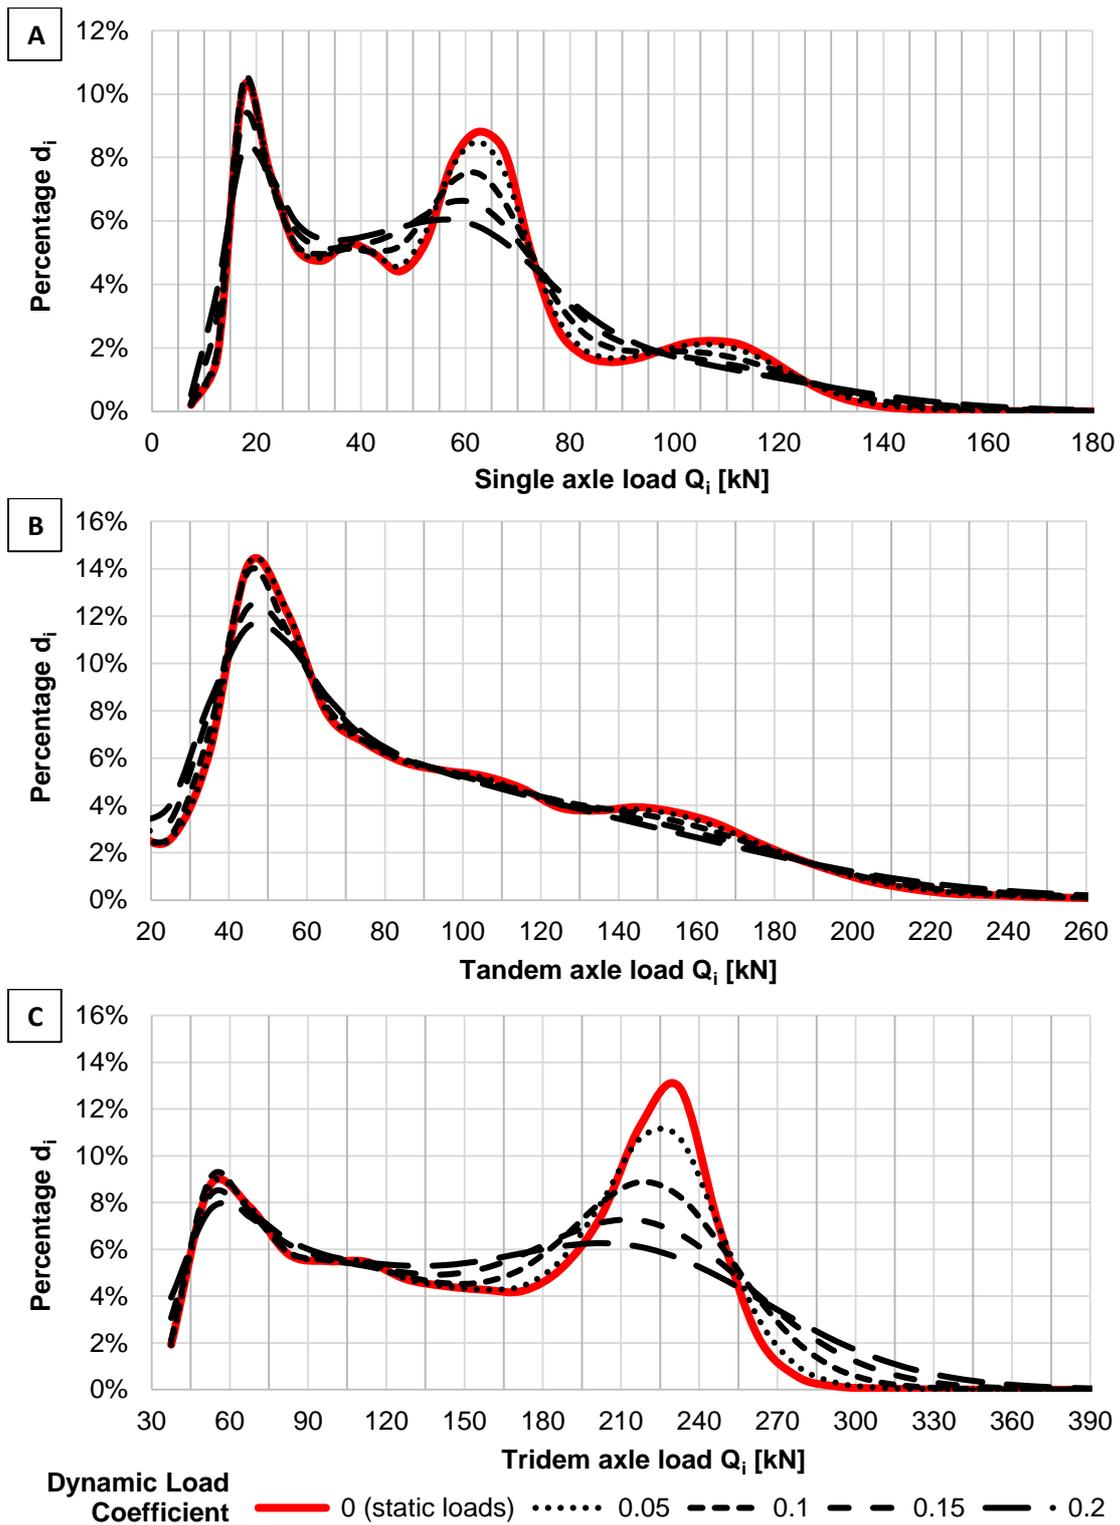 A
12%
10%
8%
6%
4%
2%
0%
Percentage di
0 20 40 60 80 100 120 140 160 180
Single axle load Qi [kN]
B
16%
14%
12%
10%
8%
6%
4%
2%
0%
Percentage di
20 40 60 80 100 120 140 160 180 200 220 240 260
Tandem axle load Qi [kN]
C
16%
14%
12%
10%
8%
6%
4%
2%
0%
Percentage di
30 60 90 120 150 180 210 240 270 300 330 360 390
Tridem axle load Qi [kN]
Dynamic Load
Coefficient
0 (static loads) 0.05 0.1 0.15 0.2